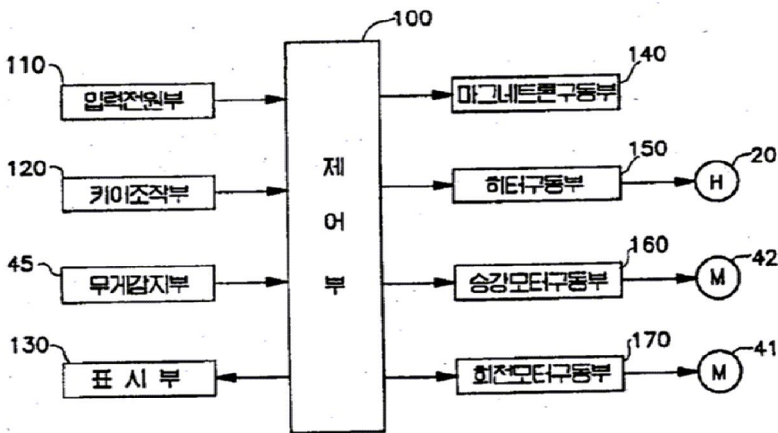 100
110
입력전원부
140
마그네트론구동부
120
키이조작부
150
히터구동부
20
H
제
어
부
45
무게감지부
160
승강모터구동부
42
M
130
표 시 부
170
회전모터구동부
41
M